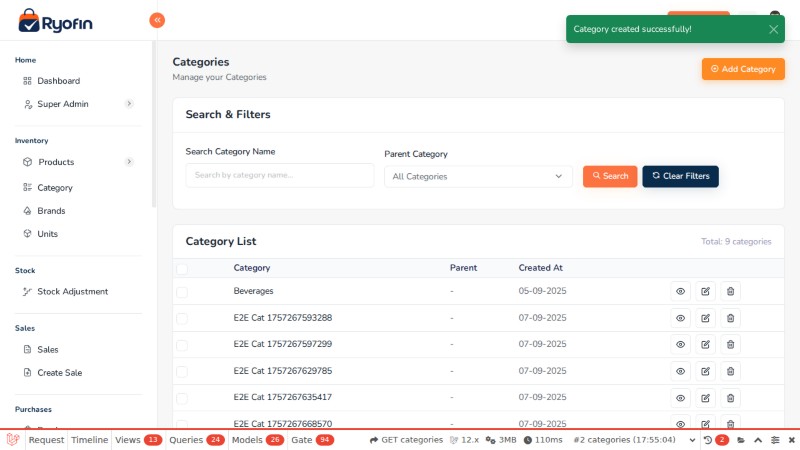 Ryofin
Category created successfully!
Home
Dashboard
Super Admin
Inventory
Products
Category
Brands
Units
Stock
Stock Adjustment
Sales
Sales
Create Sale
Purchases
Categories
Manage your Categories
Add Category
Search & Filters
Search Category Name
Search by category name...
Parent Category
All Categories
Search
Clear Filters
Category List
Total: 9 categories
Category Parent Created At
Beverages - 05-09-2025
E2E Cat 1757267593288 - 07-09-2025
E2E Cat 1757267597299 - 07-09-2025
E2E Cat 1757267629785 - 07-09-2025
E2E Cat 1757267635417 - 07-09-2025
E2E Cat 1757267668570 - 07-09-2025
Request Timeline Views 13 Queries 24 Models 26 Gate 94 GET categories 12.x 3MB 110ms #2 categories (17:55:04) 2